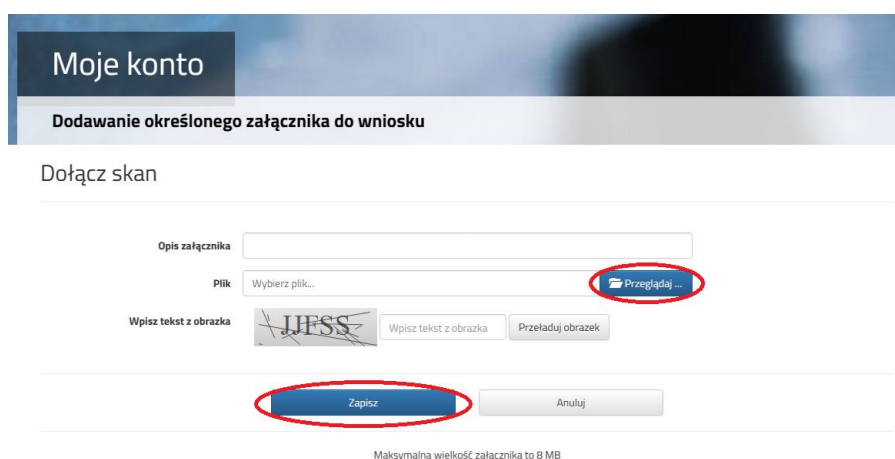 Moje konto
Dodawanie określonego załącznika do wniosku
Dołącz skan
Opis załącznika
Plik Wybierz plik... Przeglądaj ...
Wpisz tekst z obrazka JJFSS Wpisz tekst z obrazka Przeładuj obrazek
Zapisz Anuluj
Maksymalna wielkość załącznika to 8 MB